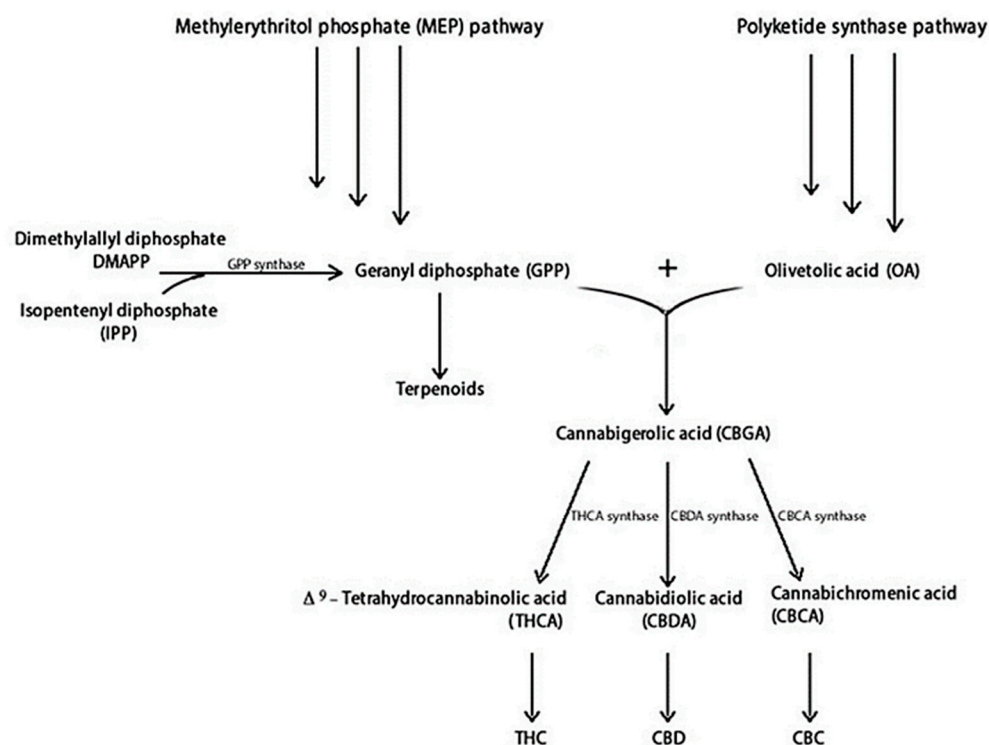 Methylerythritol phosphate (MEP) pathway
Polyketide synthase pathway
Dimethylallyl diphosphate
DMAPP
GPP synthase
Geranyl diphosphate (GPP)
+
Olivetolic acid (OA)
Isopentenyl diphosphate
(IPP)
Terpenoids
Cannabigerolic acid (CBGA)
THCA synthase
CBDA synthase
CBCA synthase
Δ⁹– Tetrahydrocannabinolic acid
(THCA)
Cannabidiolic acid
(CBDA)
Cannabichromenic acid
(CBCA)
THC
CBD
CBC